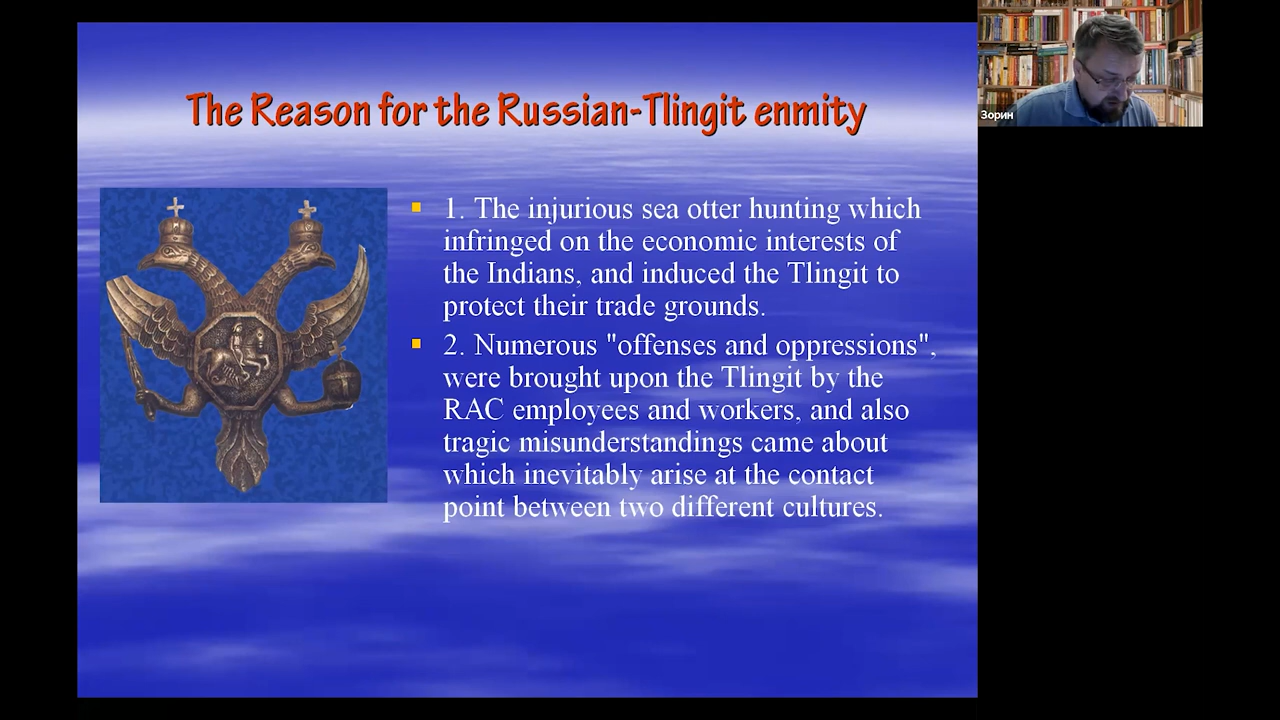 The Reason for the Russian-Tlingit enmity
1. The injurious sea otter hunting which
infringed on the economic interests of
the Indians, and induced the Tlingit to
protect their trade grounds.
2. Numerous "offenses and oppressions",
were brought upon the Tlingit by the
RAC employees and workers, and also
tragic misunderstandings came about
which inevitably arise at the contact
point between two different cultures.
Зорин